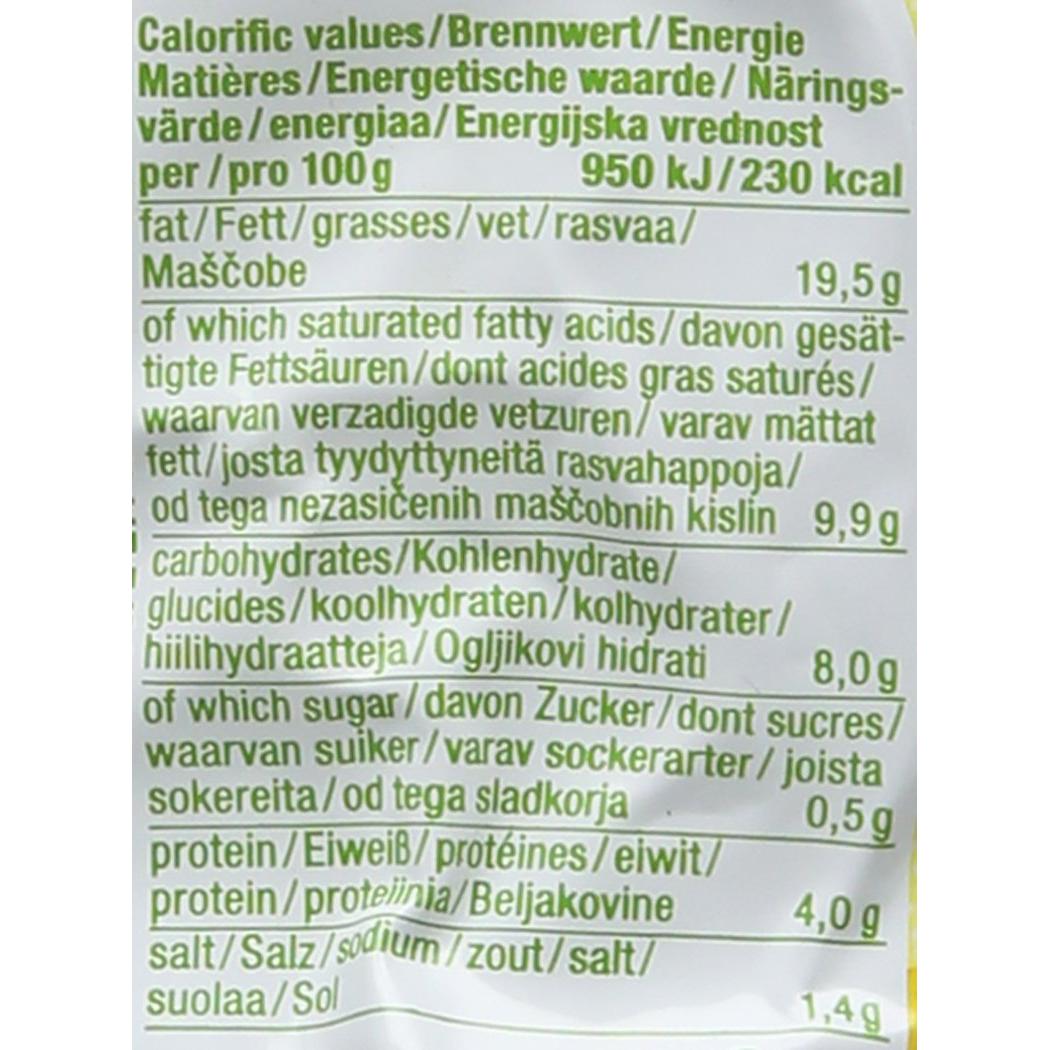 Calorific values/Brennwert/Energie
Matières/Energetische waarde/Närings-
värde/energiaa/Energijska vrednost
per/pro 100g 950 kJ/230 kcal
fat/Fett/grasses/vet/rasvaa/
Maščobe 19,5g
of which saturated fatty acids/davon gesät-
tigte Fettsäuren/dont acides gras saturés/
waarvan verzadigde vetzuren/varav mättat
fett/josta tyydyttyneitä rasvahappoja/
od tega nezasičenih maščobnih kislin 9,9g
carbohydrates/Kohlenhydrate/
glucides/koolhydraten/kolhydrater/
hiilihydraatteja/Ogljikovi hidrati 8,0g
of which sugar/davon Zucker/dont sucres/
waarvan suiker/varav sockerarter/joista
sokereita/od tega sladkorja 0,5g
protein/Eiweiß/protéines/eiwit/
protein/proteiinia/Beljakovine 4,0g
salt/Salz/sodium/zout/salt/
suolaa/Sol 1,4g